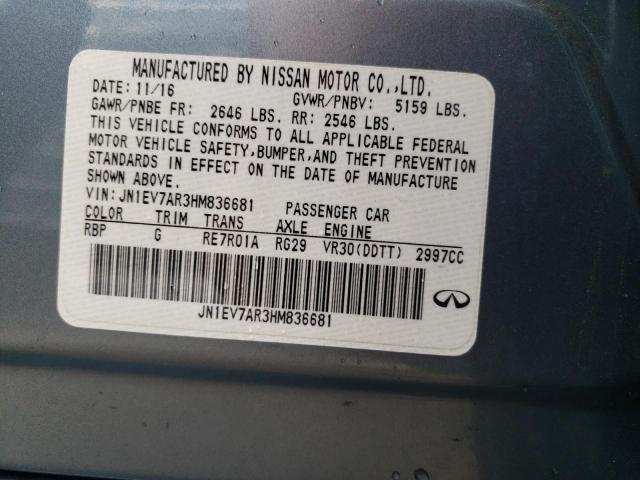 MANUFACTURED BY NISSAN MOTOR CO.,LTD.
DATE: 11/16 GVWR/PNBV: 5159 LBS.
GAWR/PNBE FR: 2646 LBS. RR: 2546 LBS.
THIS VEHICLE CONFORMS TO ALL APPLICABLE FEDERAL
MOTOR VEHICLE SAFETY,BUMPER,AND THEFT PREVENTION
STANDARDS IN EFFECT ON THE DATE OF MANUFACTURE
SHOWN ABOVE.
VIN:JN1EV7AR3HM836681 PASSENGER CAR
COLOR TRIM TRANS AXLE ENGINE
RBP G RE7R01A RG29 VR30(DDTT) 2997CC
JN1EV7AR3HM836681